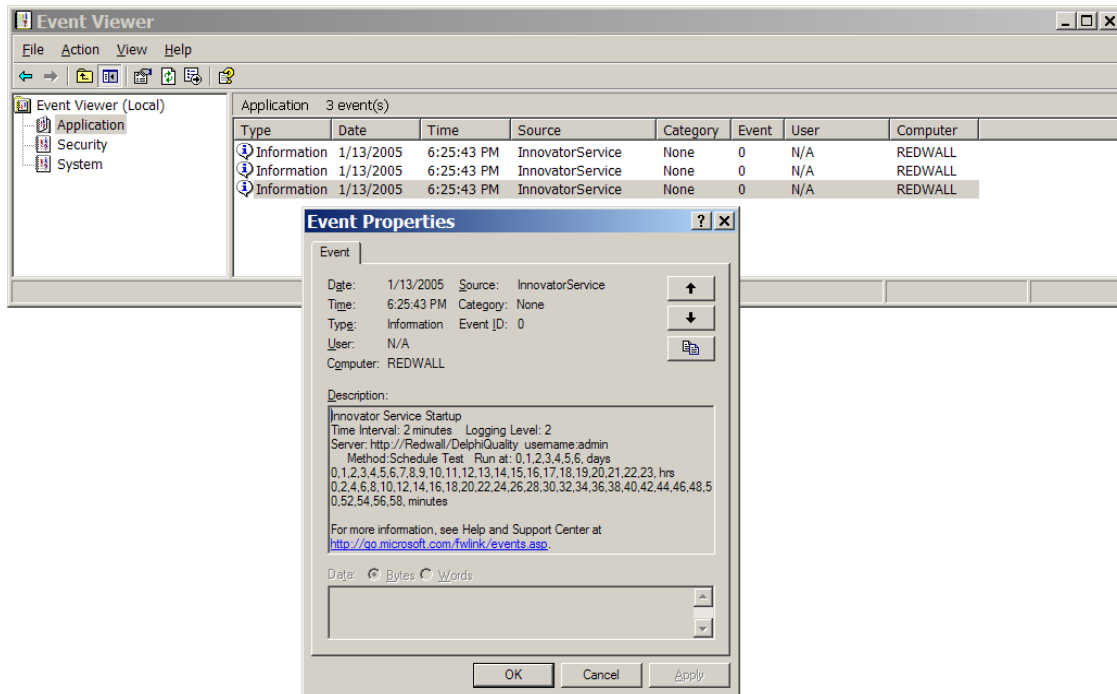 Event Viewer
File Action View Help
Event Viewer (Local)
Application
Security
System
Application 3 event(s)
Type Date Time Source Category Event User Computer
Information 1/13/2005 6:25:43 PM InnovatorService None 0 N/A REDWALL
Information 1/13/2005 6:25:43 PM InnovatorService None 0 N/A REDWALL
Information 1/13/2005 6:25:43 PM InnovatorService None 0 N/A REDWALL
Event Properties
Event
Date: 1/13/2005 Source: InnovatorService
Time: 6:25:43 PM Category: None
Type: Information Event ID: 0
User: N/A
Computer: REDWALL
Description:
Innovator Service Startup
Time Interval: 2 minutes Logging Level: 2
Server: http://Redwall/DelphiQuality username:admin
Method:Schedule Test Run at: 0,1,2,3,4,5,6, days
0,1,2,3,4,5,6,7,8,9,10,11,12,13,14,15,16,17,18,19,20,21,22,23, hrs
0,2,4,6,8,10,12,14,16,18,20,22,24,26,28,30,32,34,36,38,40,42,44,46,48,5
0,52,54,56,58, minutes
For more information, see Help and Support Center at
http://go.microsoft.com/fwlink/events.asp.
Data: Bytes Words
OK Cancel Apply